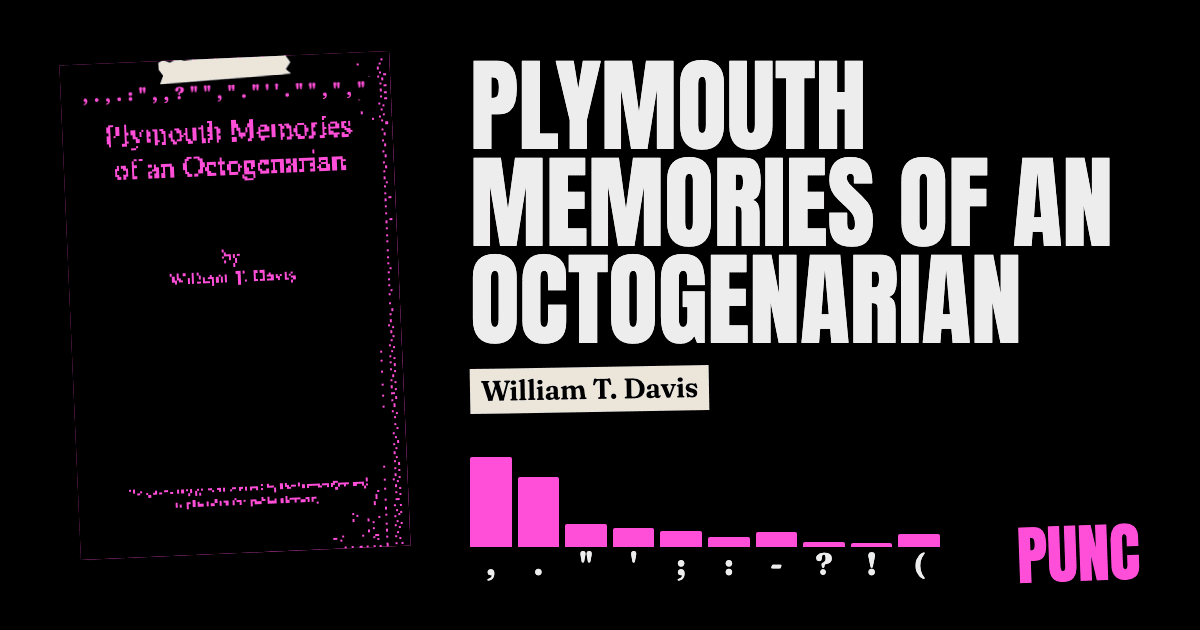 , . , . : " , , ? " " , " . " ' ' . " " , " , "
Plymouth Memories
of an Octogenarian
by
William T. Davis
PLYMOUTH
MEMORIES OF AN
OCTOGENARIAN
William T. Davis
, . " ' ; : - ? ! (
PUNC